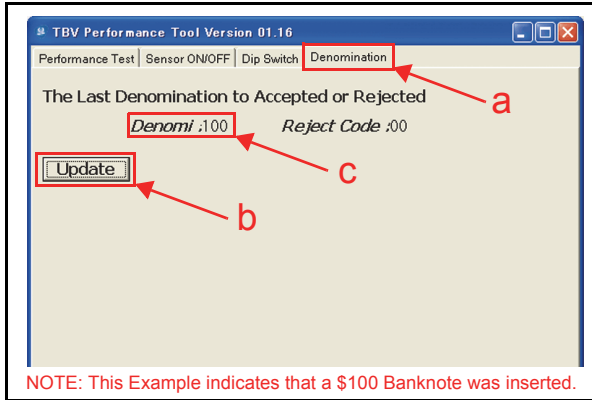 TBV Performance Tool Version 01.16
Performance Test Sensor ON/OFF Dip Switch Denomination
a
The Last Denomination to Accepted or Rejected
Denomi ;100 Reject Code ;00
c
Update
b
NOTE: This Example indicates that a $100 Banknote was inserted.